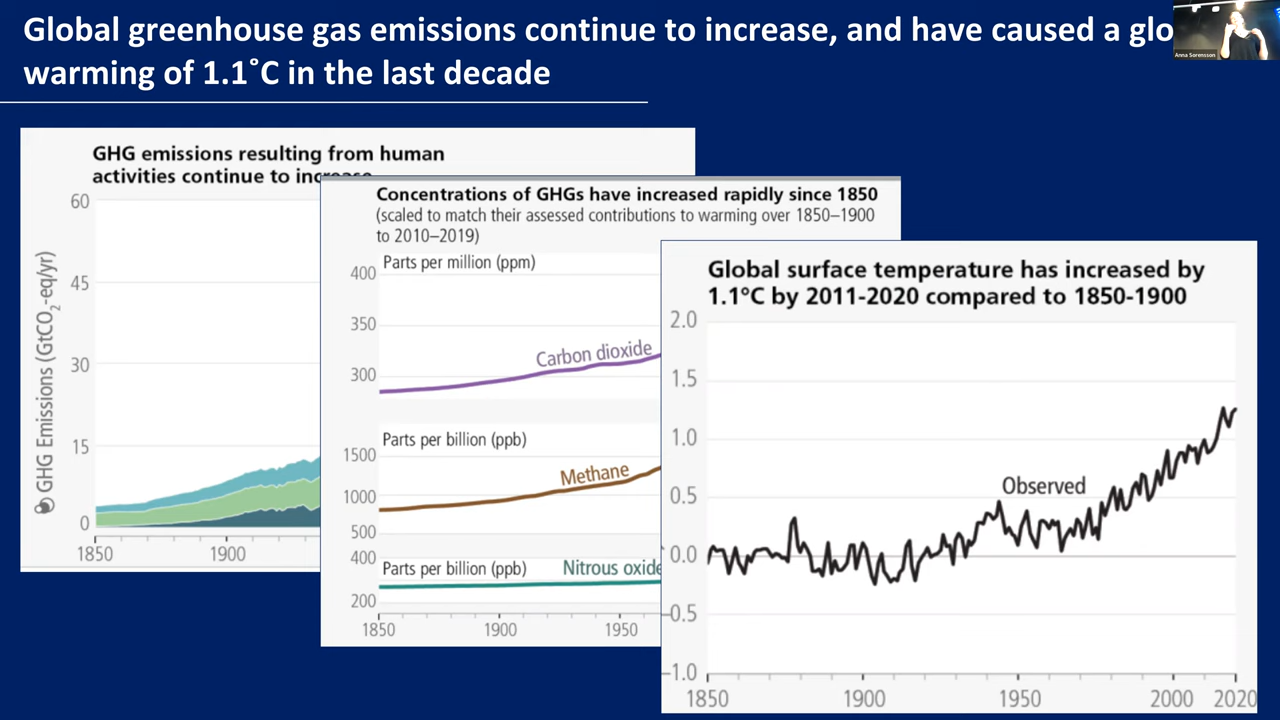 Global greenhouse gas emissions continue to increase, and have caused a glo
warming of 1.1˚C in the last decade
Anna Sörensson
GHG emissions resulting from human
activities continue to increase
60
45
30
15
0
GHG Emissions (GtCO₂-eq/yr)
1850
1900
Concentrations of GHGs have increased rapidly since 1850
(scaled to match their assessed contributions to warming over 1850–1900
to 2010–2019)
Parts per million (ppm)
400
350
300
Carbon dioxide
Parts per billion (ppb)
1500
1000
500
Methane
400
Parts per billion (ppb)
Nitrous oxide
200
1850
1900
1950
Global surface temperature has increased by
1.1°C by 2011-2020 compared to 1850-1900
2.0
1.5
1.0
0.5
0.0
–0.5
–1.0
Observed
1850
1900
1950
2000
2020